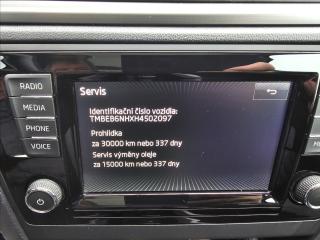 Servis
Identifikační číslo vozidla:
TMBEB6NHXH4502097
Prohlídka
za 30000 km nebo 337 dny
Servis výměny oleje
za 15000 km nebo 337 dny
RADIO
MEDIA
PHONE
VOICE